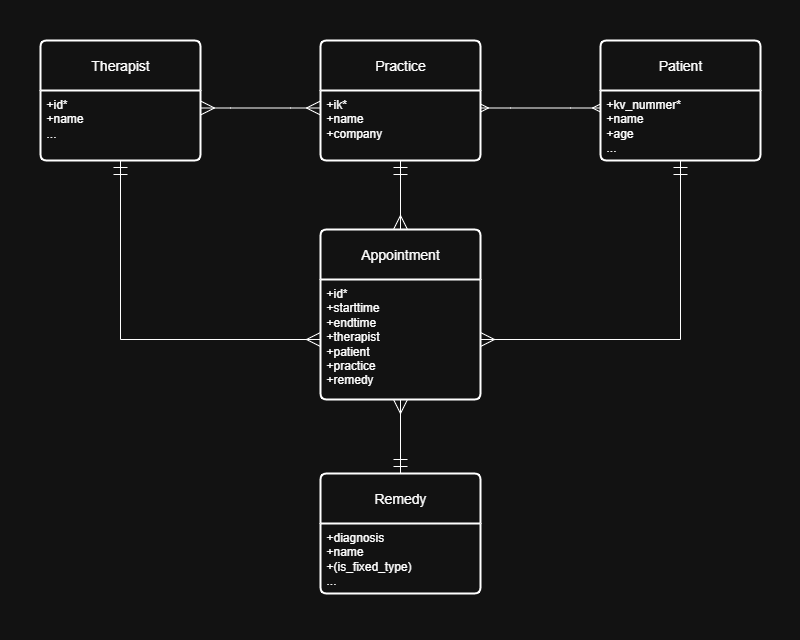 Therapist
+id*
+name
...
Practice
+ik*
+name
+company
Patient
+kv_nummer*
+name
+age
...
Appointment
+id*
+starttime
+endtime
+therapist
+patient
+practice
+remedy
Remedy
+diagnosis
+name
+(is_fixed_type)
...